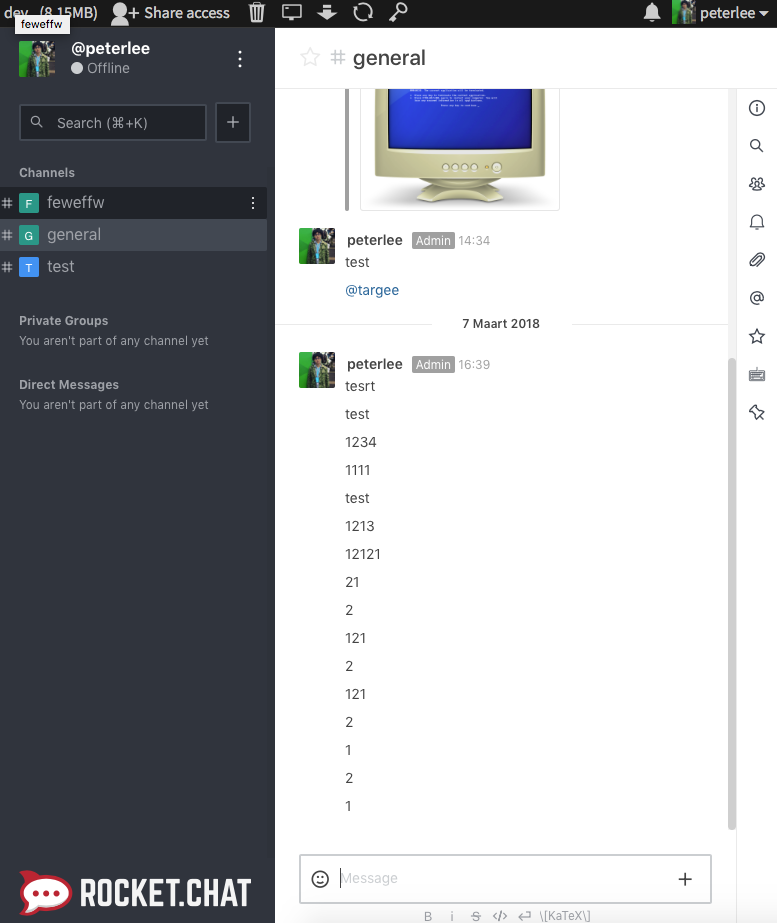 dev (8.15MB) Share access peterlee
feweffw
@peterlee
Offline
Search (⌘+K)
Channels
# F feweffw
# G general
# T test
Private Groups
You aren't part of any channel yet
Direct Messages
You aren't part of any channel yet
ROCKET.CHAT
# general
peterlee Admin 14:34
test
@targee
7 Maart 2018
peterlee Admin 16:39
tesrt
test
1234
1111
test
1213
12121
21
2
121
2
121
2
1
2
1
Message
B i S </> \[KaTeX\]